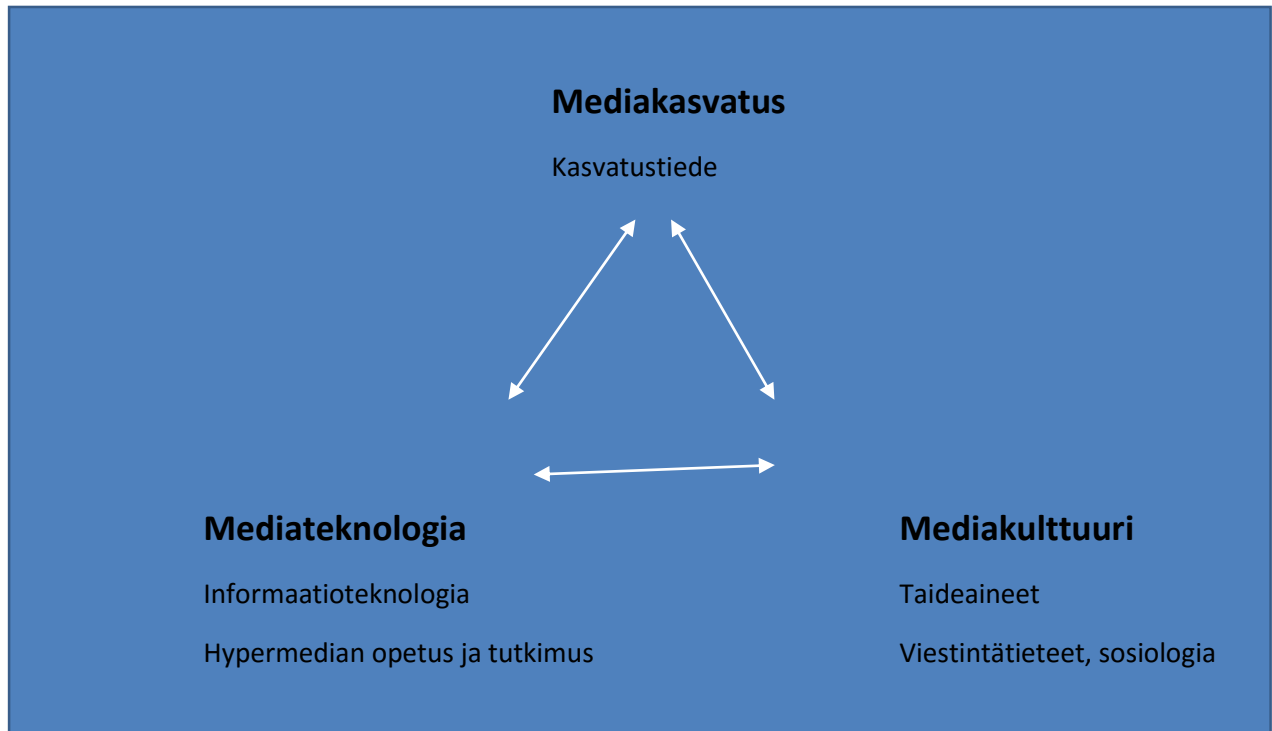 Mediakasvatus
Kasvatustiede
Mediateknologia
Informaatioteknologia
Hypermedian opetus ja tutkimus
Mediakulttuuri
Taideaineet
Viestintätieteet, sosiologia